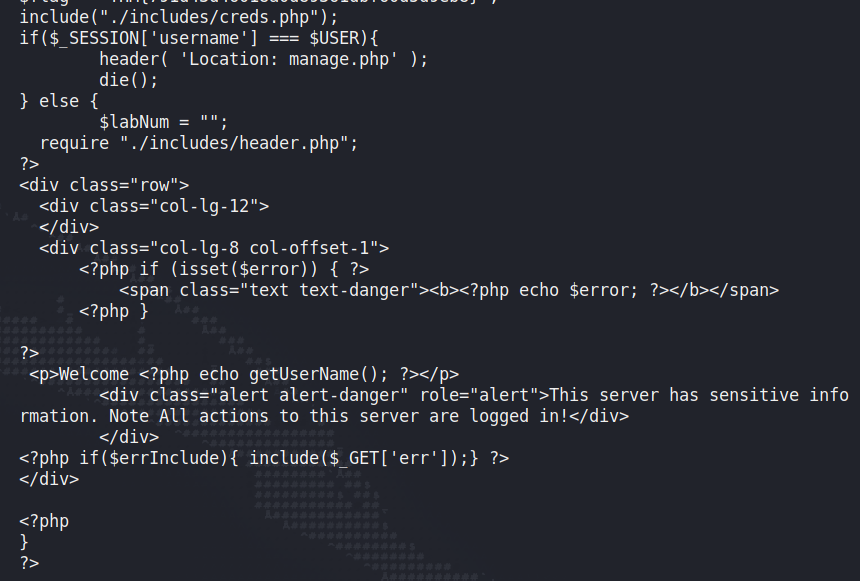 include("./includes/creds.php");
if($_SESSION['username'] === $USER){
        header( 'Location: manage.php' );
        die();
} else {
        $labNum = "";
  require "./includes/header.php";
?>
<div class="row">
  <div class="col-lg-12">
  </div>
  <div class="col-lg-8 col-offset-1">
      <?php if (isset($error)) { ?>
          <span class="text text-danger"><b><?php echo $error; ?></b></span>
      <?php }

?>
 <p>Welcome <?php echo getUserName(); ?></p>
        <div class="alert alert-danger" role="alert">This server has sensitive info
rmation. Note All actions to this server are logged in!</div>
        </div>
<?php if($errInclude){ include($_GET['err']);} ?>
</div>

<?php
}
?>